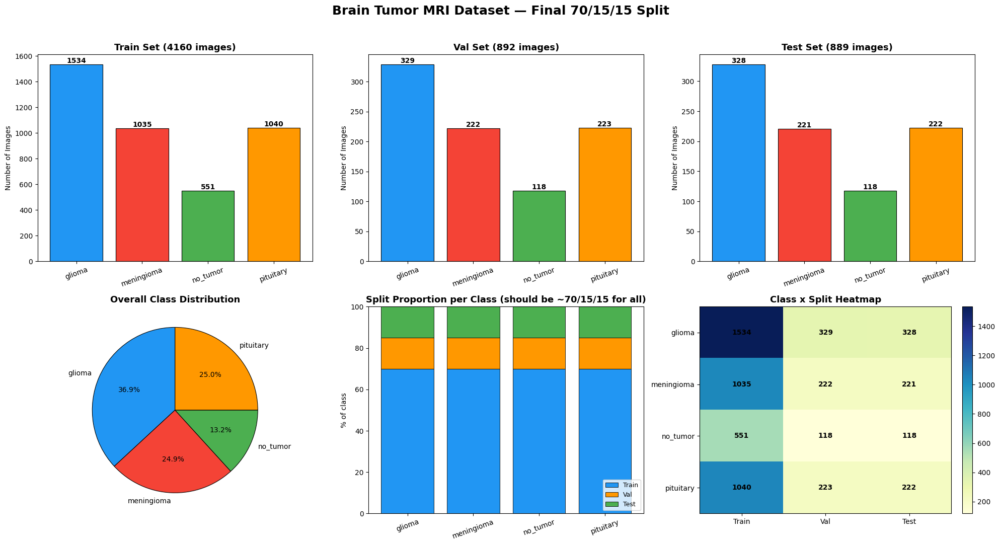 Brain Tumor MRI Dataset — Final 70/15/15 Split
Train Set (4160 images)
Number of Images
1600
1400
1200
1000
800
600
400
200
0
1534
1035
551
1040
glioma
meningioma
no_tumor
pituitary
Val Set (892 images)
Number of Images
300
250
200
150
100
50
0
329
222
118
223
glioma
meningioma
no_tumor
pituitary
Test Set (889 images)
Number of Images
300
250
200
150
100
50
0
328
221
118
222
glioma
meningioma
no_tumor
pituitary
Overall Class Distribution
pituitary
25.0%
glioma
36.9%
13.2%
no_tumor
24.9%
meningioma
Split Proportion per Class (should be ~70/15/15 for all)
% of class
100
80
60
40
20
0
Train
Val
Test
glioma
meningioma
no_tumor
pituitary
Class x Split Heatmap
glioma
1534
329
328
meningioma
1035
222
221
no_tumor
551
118
118
pituitary
1040
223
222
Train
Val
Test
1400
1200
1000
800
600
400
200